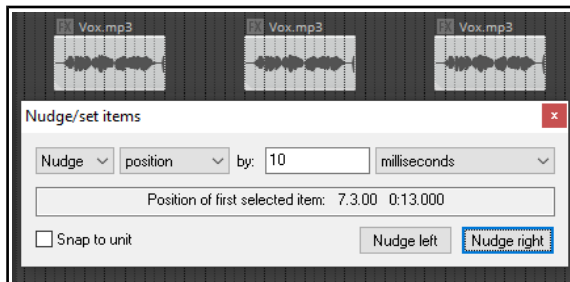 FX Vox.mp3 FX Vox.mp3 FX Vox.mp3
Nudge/set items x
Nudge position by: 10 milliseconds
Position of first selected item: 7.3.00 0:13.000
Snap to unit Nudge left Nudge right